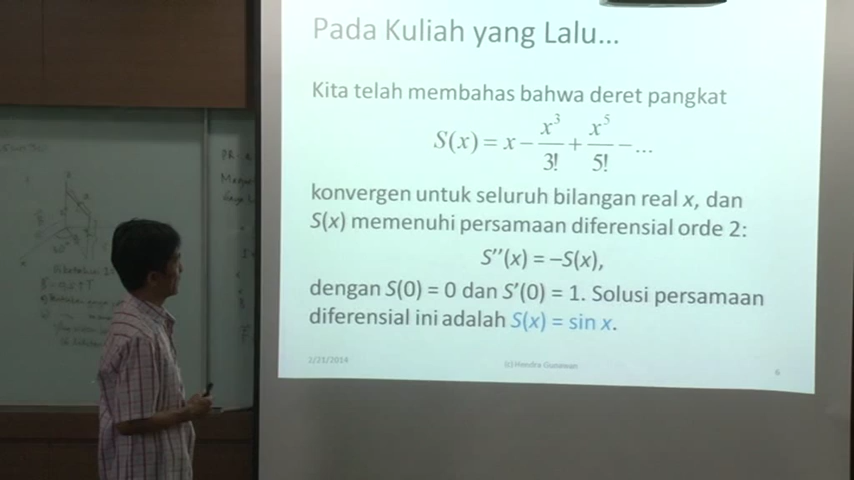 Pada Kuliah yang Lalu...
Kita telah membahas bahwa deret pangkat
S(x) = x − x³/3! + x⁵/5! − ...
konvergen untuk seluruh bilangan real x, dan
S(x) memenuhi persamaan diferensial orde 2:
S″(x) = –S(x),
dengan S(0) = 0 dan S′(0) = 1. Solusi persamaan
diferensial ini adalah S(x) = sin x.
2/21/2014
(c) Hendra Gunawan
6